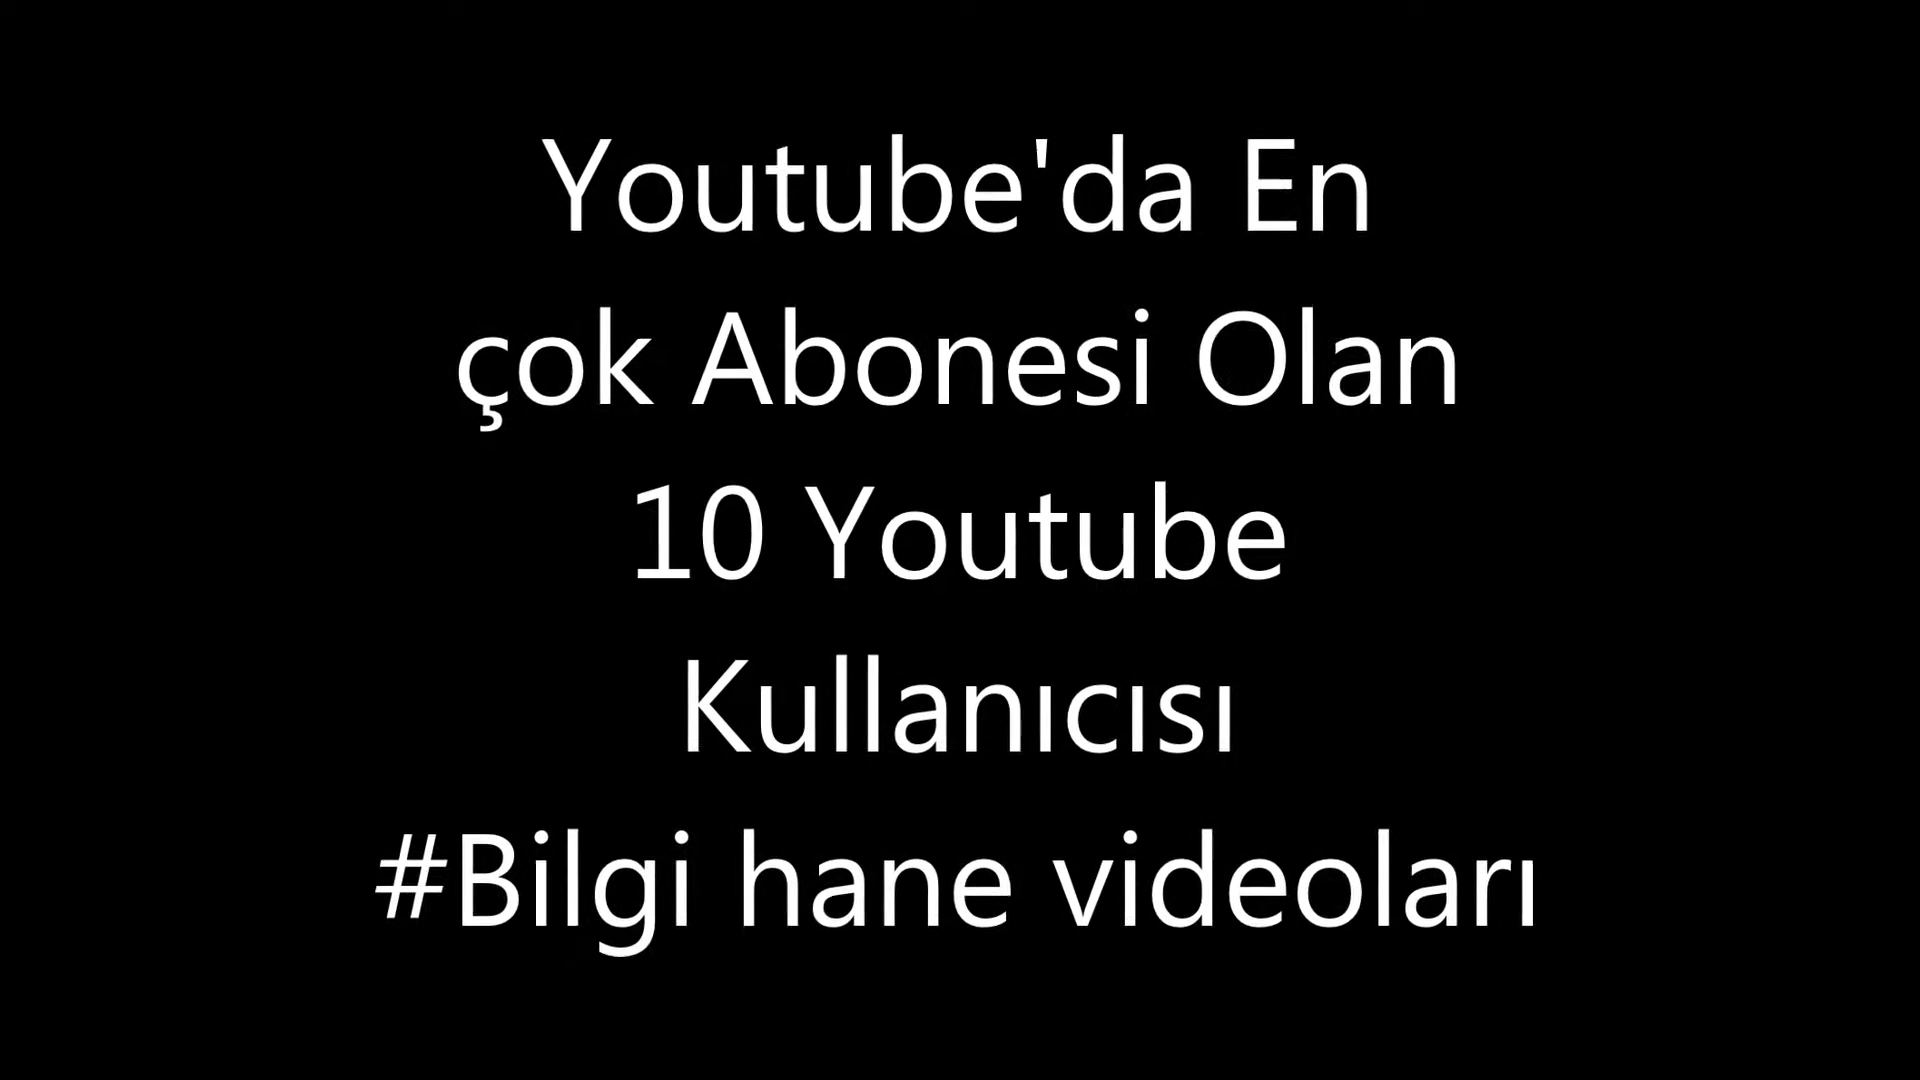 Youtube'da En
çok Abonesi Olan
10 Youtube
Kullanıcısı
#Bilgi hane videoları